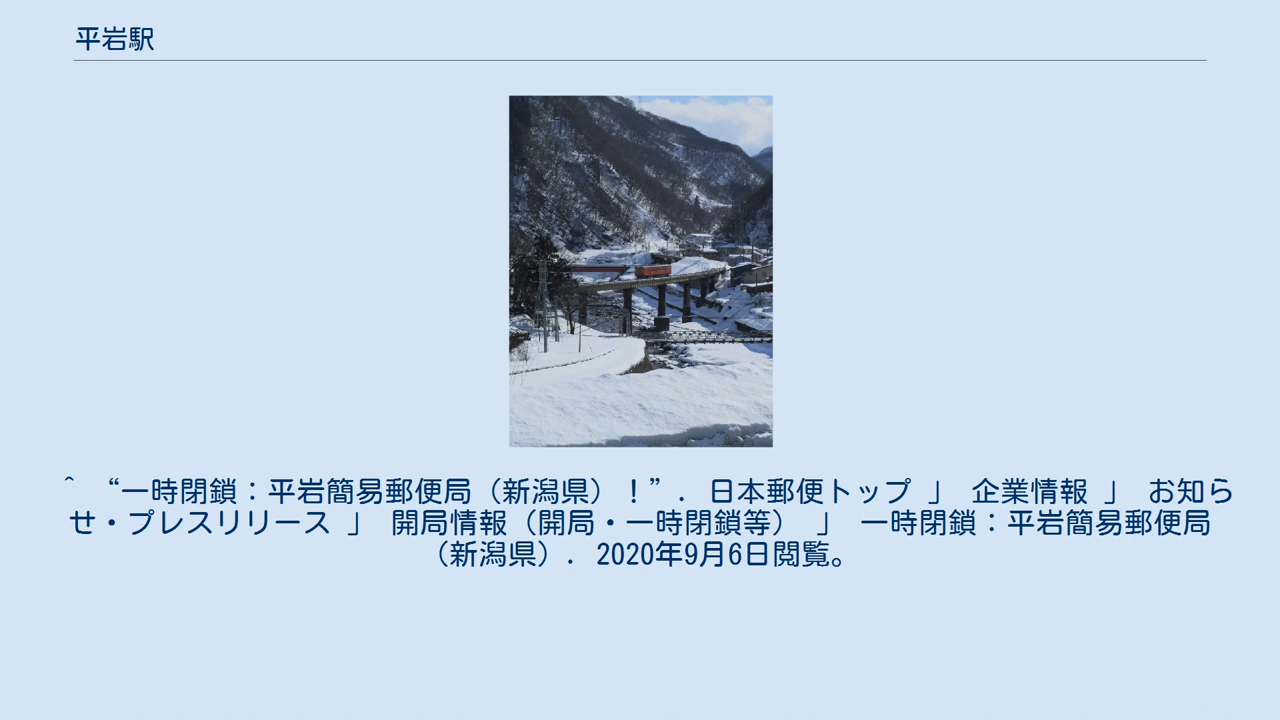 平岩駅
^ “一時閉鎖：平岩簡易郵便局（新潟県）！”. 日本郵便トップ 」 企業情報 」 お知ら
せ・プレスリリース 」 開局情報（開局・一時閉鎖等） 」 一時閉鎖：平岩簡易郵便局
（新潟県）. 2020年9月6日閲覧。